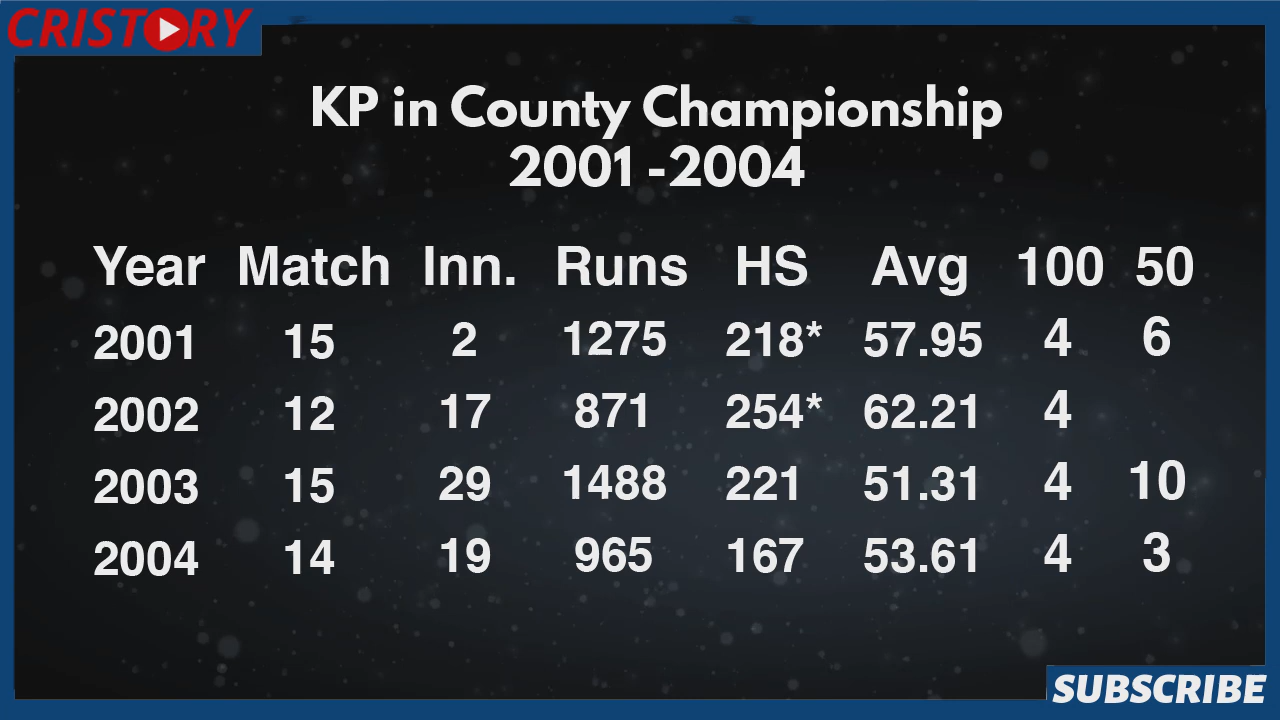 CRISTORY
KP in County Championship
2001 -2004
Year Match Inn. Runs HS Avg 100 50
2001 15 2 1275 218* 57.95 4 6
2002 12 17 871 254* 62.21 4
2003 15 29 1488 221 51.31 4 10
2004 14 19 965 167 53.61 4 3
SUBSCRIBE